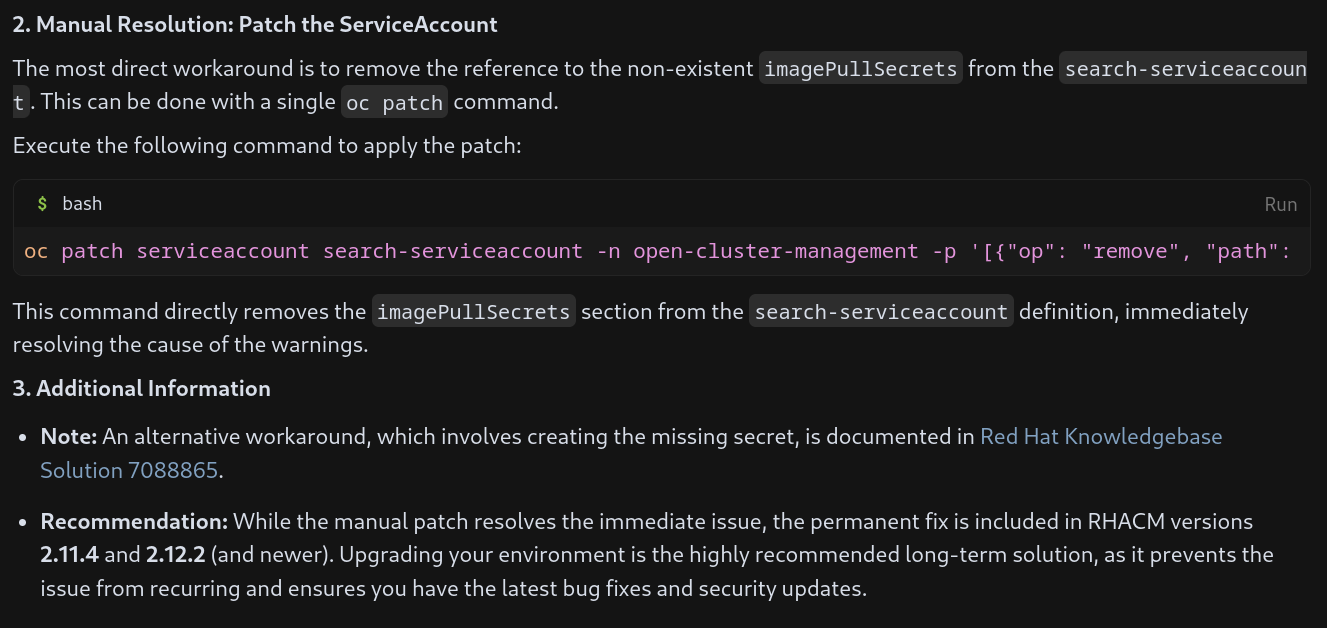 2. Manual Resolution: Patch the ServiceAccount
The most direct workaround is to remove the reference to the non-existent imagePullSecrets from the search-serviceaccoun
t. This can be done with a single oc patch command.
Execute the following command to apply the patch:
$ bash
Run
oc patch serviceaccount search-serviceaccount -n open-cluster-management -p '[{"op": "remove", "path":
This command directly removes the imagePullSecrets section from the search-serviceaccount definition, immediately
resolving the cause of the warnings.
3. Additional Information
• Note: An alternative workaround, which involves creating the missing secret, is documented in Red Hat Knowledgebase
Solution 7088865.
• Recommendation: While the manual patch resolves the immediate issue, the permanent fix is included in RHACM versions
2.11.4 and 2.12.2 (and newer). Upgrading your environment is the highly recommended long-term solution, as it prevents the
issue from recurring and ensures you have the latest bug fixes and security updates.